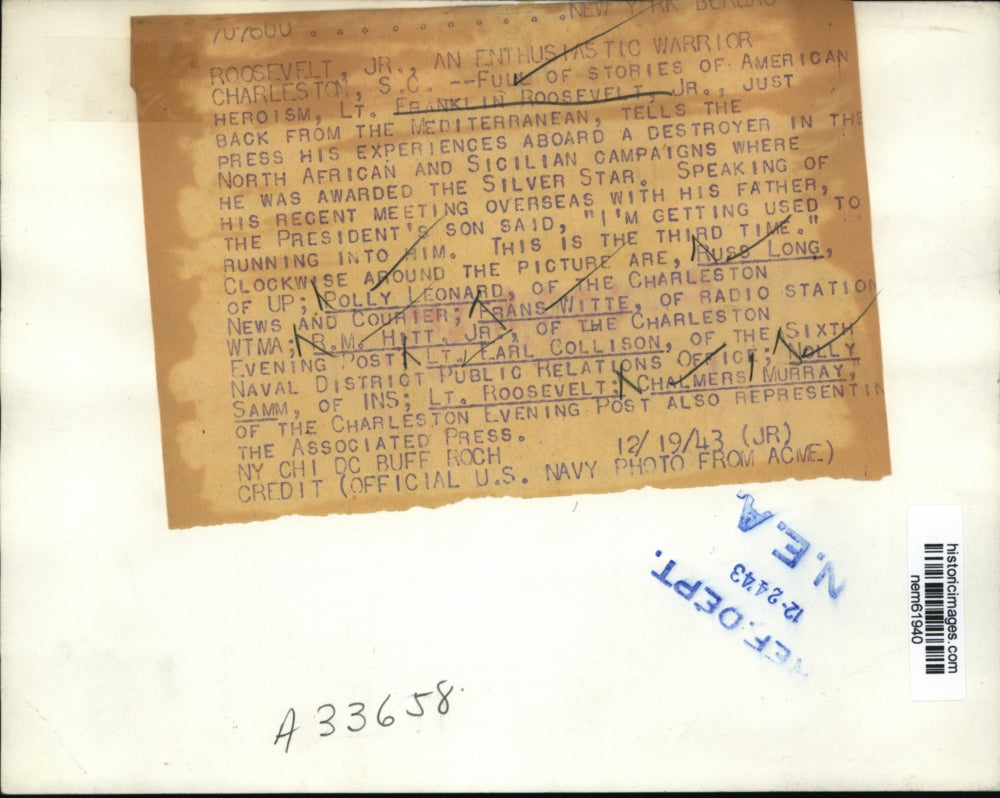 707600 . . . . . . . . . . . . .NEW YORK BUREAU
ROOSEVELT, JR., AN ENTHUSIASTIC WARRIOR
CHARLESTON, S.C. --FULL OF STORIES OF AMERICAN
HEROISM, LT. FRANKLIN ROOSEVELT, JR., JUST
BACK FROM THE MEDITERRANEAN, TELLS THE
PRESS HIS EXPERIENCES ABOARD A DESTROYER IN THE
NORTH AFRICAN AND SICILIAN CAMPAIGNS WHERE
HE WAS AWARDED THE SILVER STAR. SPEAKING OF
HIS RECENT MEETING OVERSEAS WITH HIS FATHER,
THE PRESIDENT'S SON SAID, "I'M GETTING USED TO
RUNNING INTO HIM. THIS IS THE THIRD TIME."
CLOCKWISE AROUND THE PICTURE ARE, RUSS LONG,
OF UP; POLLY LEONARD, OF THE CHARLESTON
NEWS AND COURIER; FRANS WITTE, OF RADIO STATION
WTMA; R.M. HITT, JR., OF THE CHARLESTON
EVENING POST; LT. EARL COLLISON, OF THE SIXTH
NAVAL DISTRICT PUBLIC RELATIONS OFFICE; NOLLY
SAMM, OF INS; LT. ROOSEVELT; CHALMERS MURRAY,
OF THE CHARLESTON EVENING POST ALSO REPRESENTIN
THE ASSOCIATED PRESS.
NY CHI DC BUFF ROCH 12/19/43 (JR)
CREDIT (OFFICIAL U.S. NAVY PHOTO FROM ACME)
N.E.A.
12-24 43
REF. DEPT.
historicimages.com
nem61940
A33658